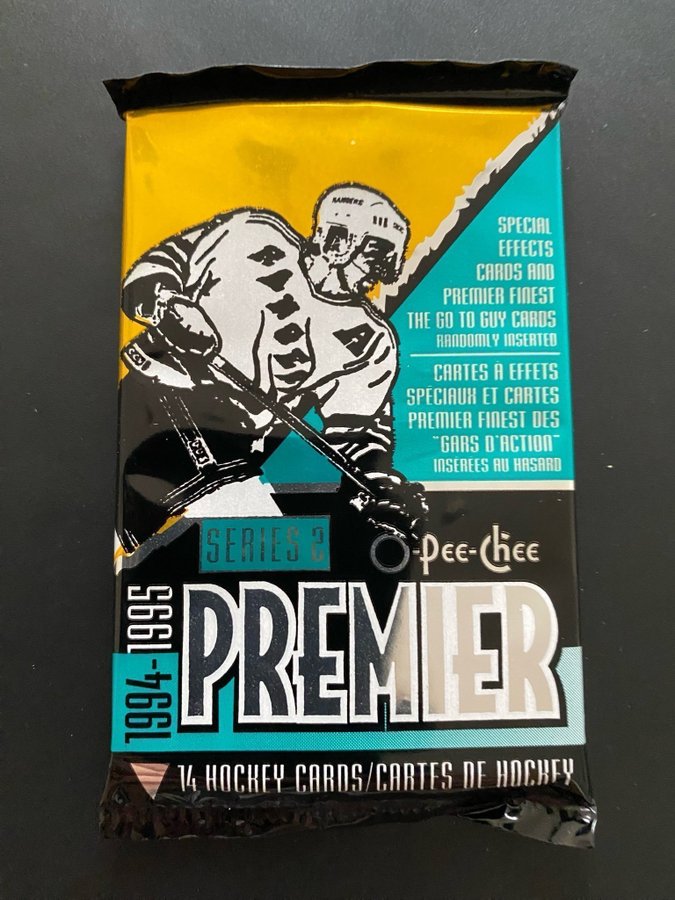 RANGERS
SPECIAL
EFFECTS
CARDS AND
PREMIER FINEST
THE GO TO GUY CARDS
RANDOMLY INSERTED
CARTES À EFFETS
SPÉCIAUX ET CARTES
PREMIER FINEST DES
"GARS D'ACTION"
INSÉRÉES AU HASARD
CCM
SERIES 2
O-Pee-Chee
1994-1995
PREMIER
14 HOCKEY CARDS/CARTES DE HOCKEY